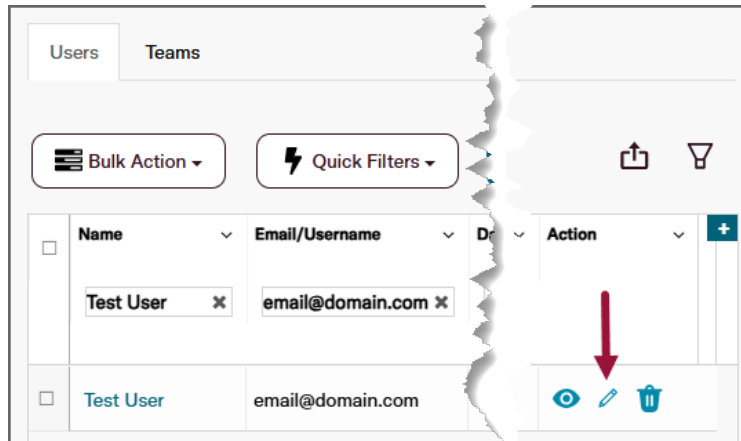 Users Teams
Bulk Action Quick Filters
Name Email/Username Action
Test User email@domain.com
Test User email@domain.com